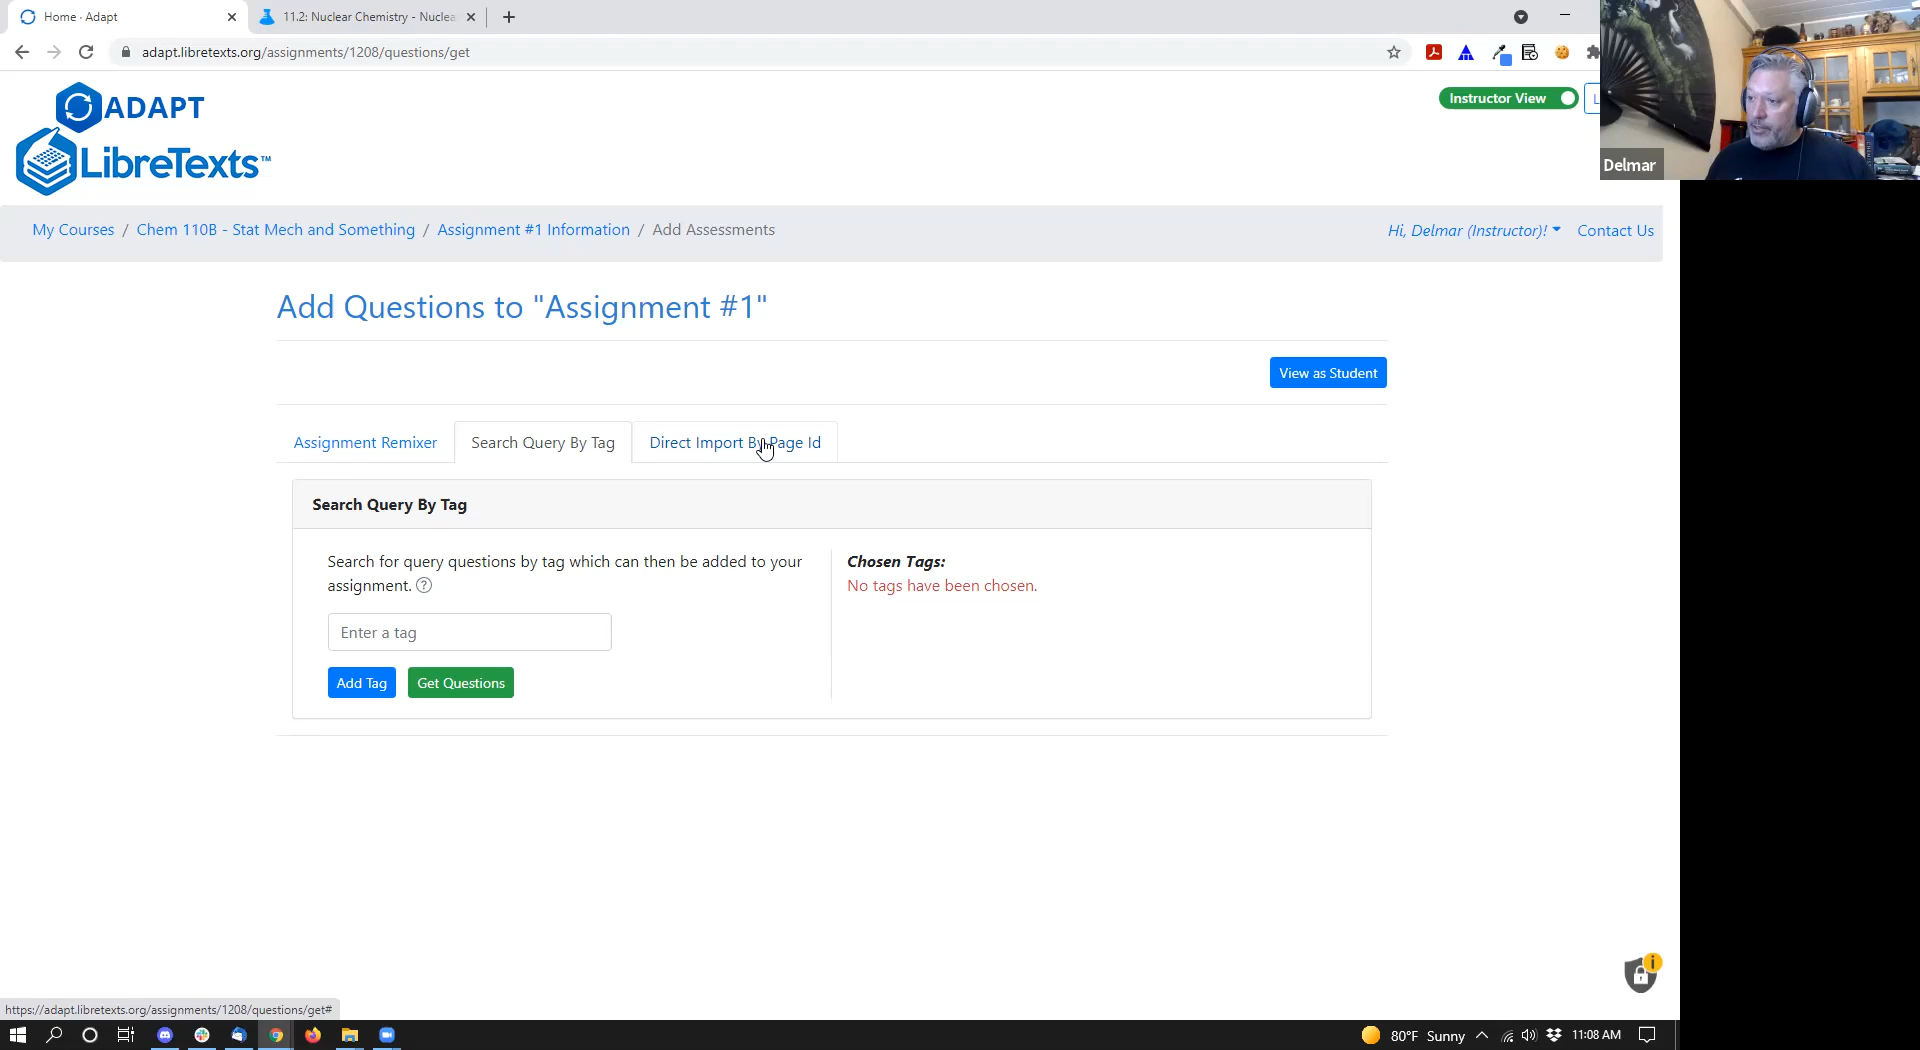 Home · Adapt
11.2: Nuclear Chemistry - Nuclea
adapt.libretexts.org/assignments/1208/questions/get
ADAPT
LibreTexts™
Instructor View
L
Delmar
My Courses / Chem 110B - Stat Mech and Something / Assignment #1 Information / Add Assessments
Hi, Delmar (Instructor)!
Contact Us
Add Questions to "Assignment #1"
View as Student
Assignment Remixer
Search Query By Tag
Direct Import By Page Id
Search Query By Tag
Search for query questions by tag which can then be added to your
assignment. ?
Chosen Tags:
No tags have been chosen.
Enter a tag
Add Tag
Get Questions
https://adapt.libretexts.org/assignments/1208/questions/get#
80°F Sunny
11:08 AM